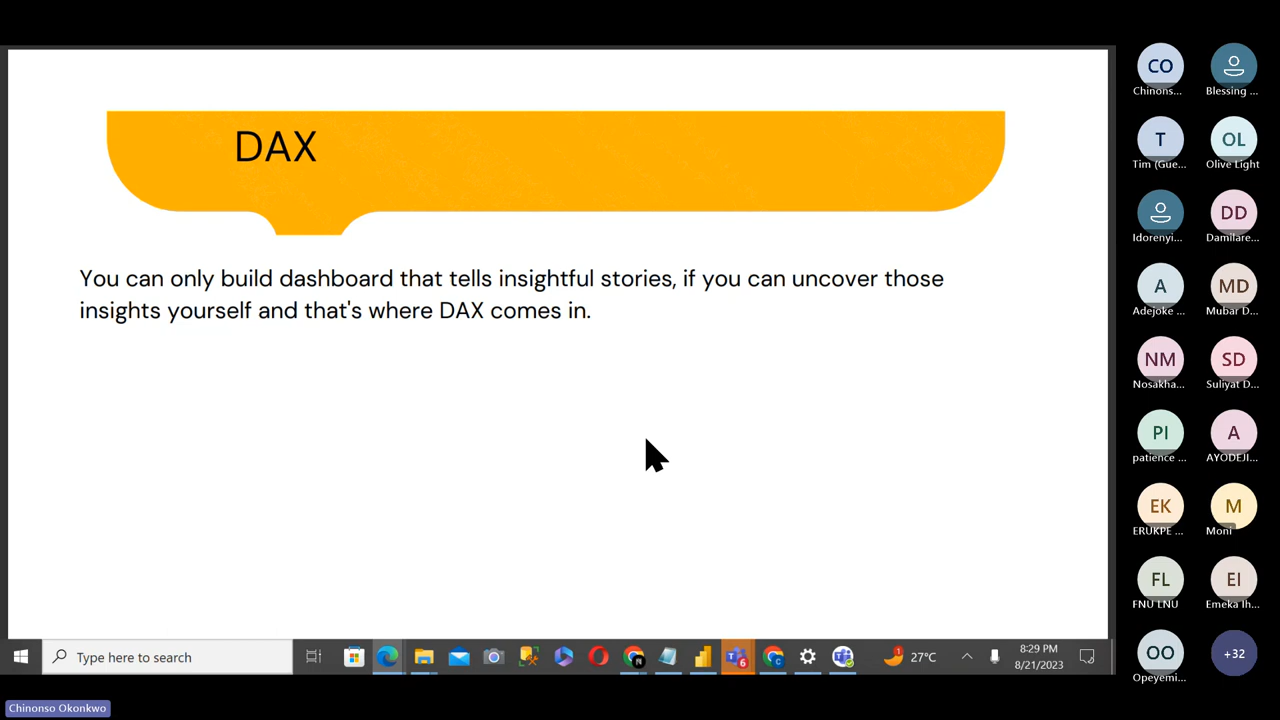 DAX
You can only build dashboard that tells insightful stories, if you can uncover those
insights yourself and that's where DAX comes in.
CO
Chinons...
Blessing ...
T
Tim (Gue...
OL
Olive Light
Idorenyi...
DD
Damilare...
A
Adejoke ...
MD
Mubar D...
NM
Nosakha...
SD
Suliyat D...
PI
patience ...
A
AYODEJI...
EK
ERUKPE ...
M
Moni
FL
FNU LNU
EI
Emeka Ih...
OO
Opeyemi...
+32
Type here to search
6
1
27°C
8:29 PM
8/21/2023
Chinonso Okonkwo